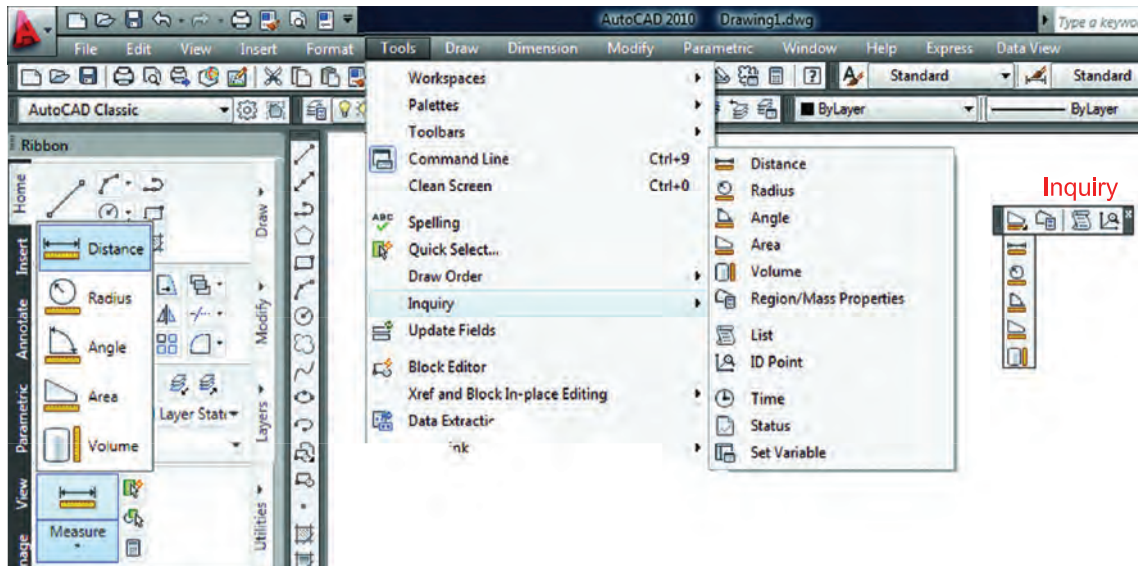 AutoCAD 2010 Drawing1.dwg
Type a keywo
File Edit View Insert Format Tools Draw Dimension Modify Parametric Window Help Express Data View
Standard
Standard
AutoCAD Classic
ByLayer
ByLayer
Ribbon
Home
Insert
Annotate
Parametric
View
nage
Draw
Modify
Layers
Utilities
Distance
Radius
Angle
Area
Volume
Layer State
Measure
Workspaces
Palettes
Toolbars
Command Line Ctrl+9
Clean Screen Ctrl+0
ABC
Spelling
Quick Select...
Draw Order
Inquiry
Update Fields
Block Editor
Xref and Block In-place Editing
Data Extractic
ink
Distance
Radius
Angle
Area
Volume
Region/Mass Properties
List
ID Point
Time
Status
Set Variable
Inquiry